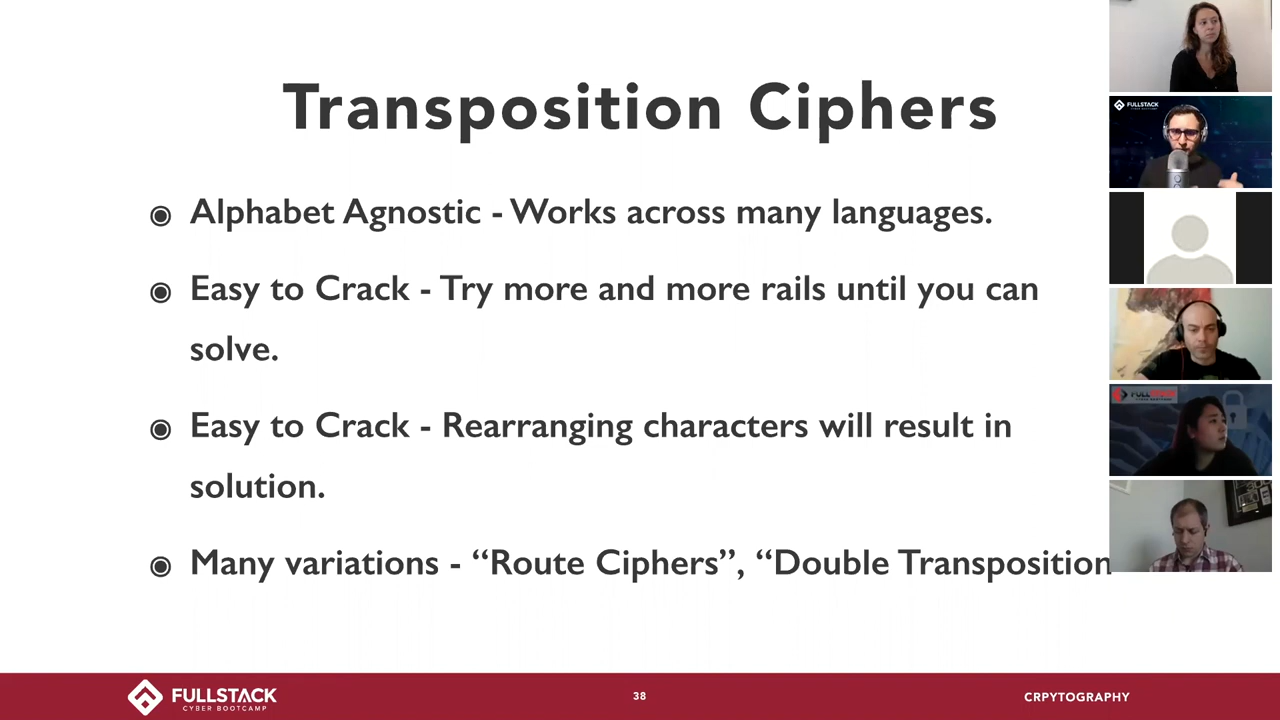 Transposition Ciphers
◉ Alphabet Agnostic - Works across many languages.
◉ Easy to Crack - Try more and more rails until you can
solve.
◉ Easy to Crack - Rearranging characters will result in
solution.
◉ Many variations - “Route Ciphers”, “Double Transposition
FULLSTACK
CYBER BOOTCAMP
38
CRPYTOGRAPHY
FULLSTACK
CYBER BOOTCAMP